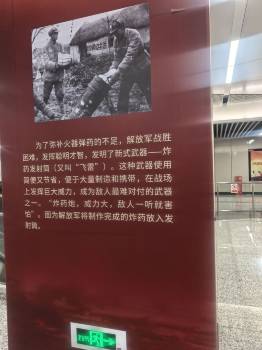 为了弥补火器弹药的不足，解放军战胜
困难，发挥聪明才智，发明了新式武器——炸
药发射筒（又叫“飞雷”）。这种武器使用
简便又节省，便于大量制造和携带，在战场
上发挥巨大威力，成为敌人最难对付的武器
之一。“炸药炮，威力大，敌人一听就害
怕”。图为解放军将制作完成的炸药放入发
射筒。